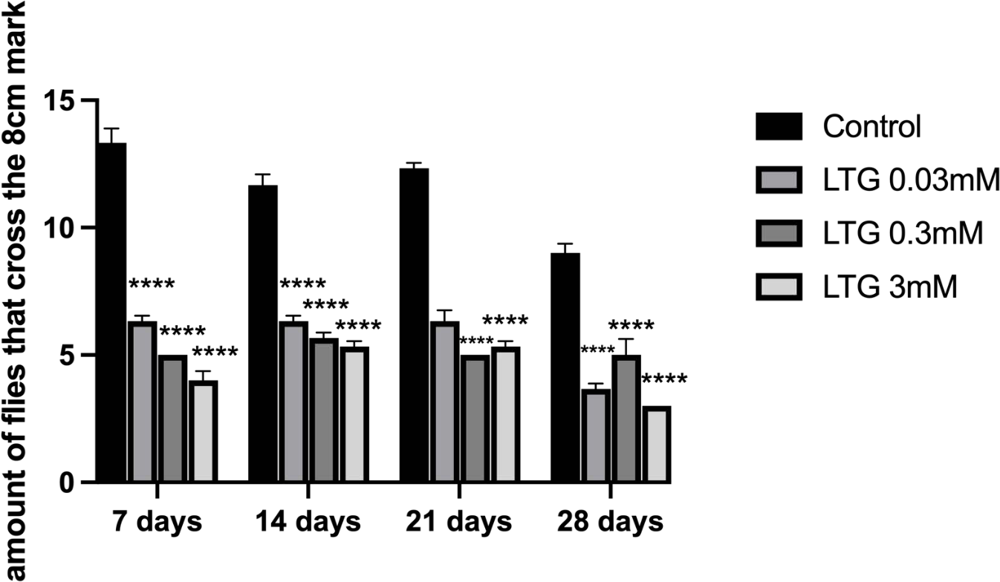 amount of flies that cross the 8cm mark
15
10
5
0
****
****
****
****
****
****
****
****
****
****
****
7 days
14 days
21 days
28 days
Control
LTG 0.03mM
LTG 0.3mM
LTG 3mM